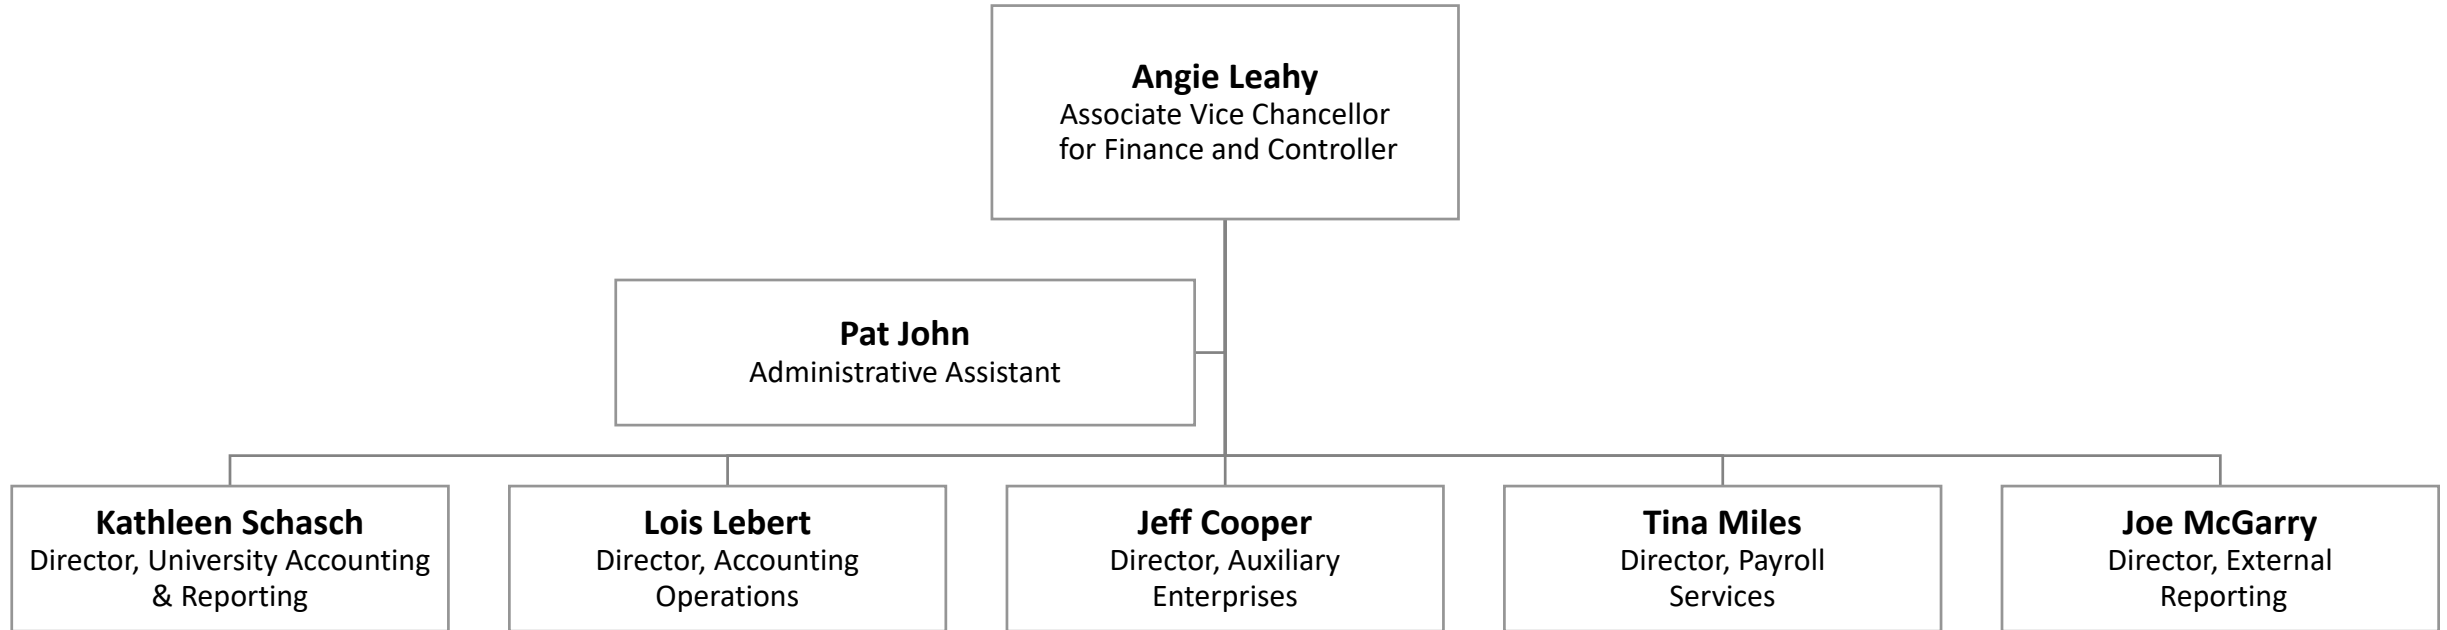 Angie Leahy
Associate Vice Chancellor
for Finance and Controller
Pat John
Administrative Assistant
Kathleen Schasch
Director, University Accounting
& Reporting
Lois Lebert
Director, Accounting
Operations
Jeff Cooper
Director, Auxiliary
Enterprises
Tina Miles
Director, Payroll
Services
Joe McGarry
Director, External
Reporting